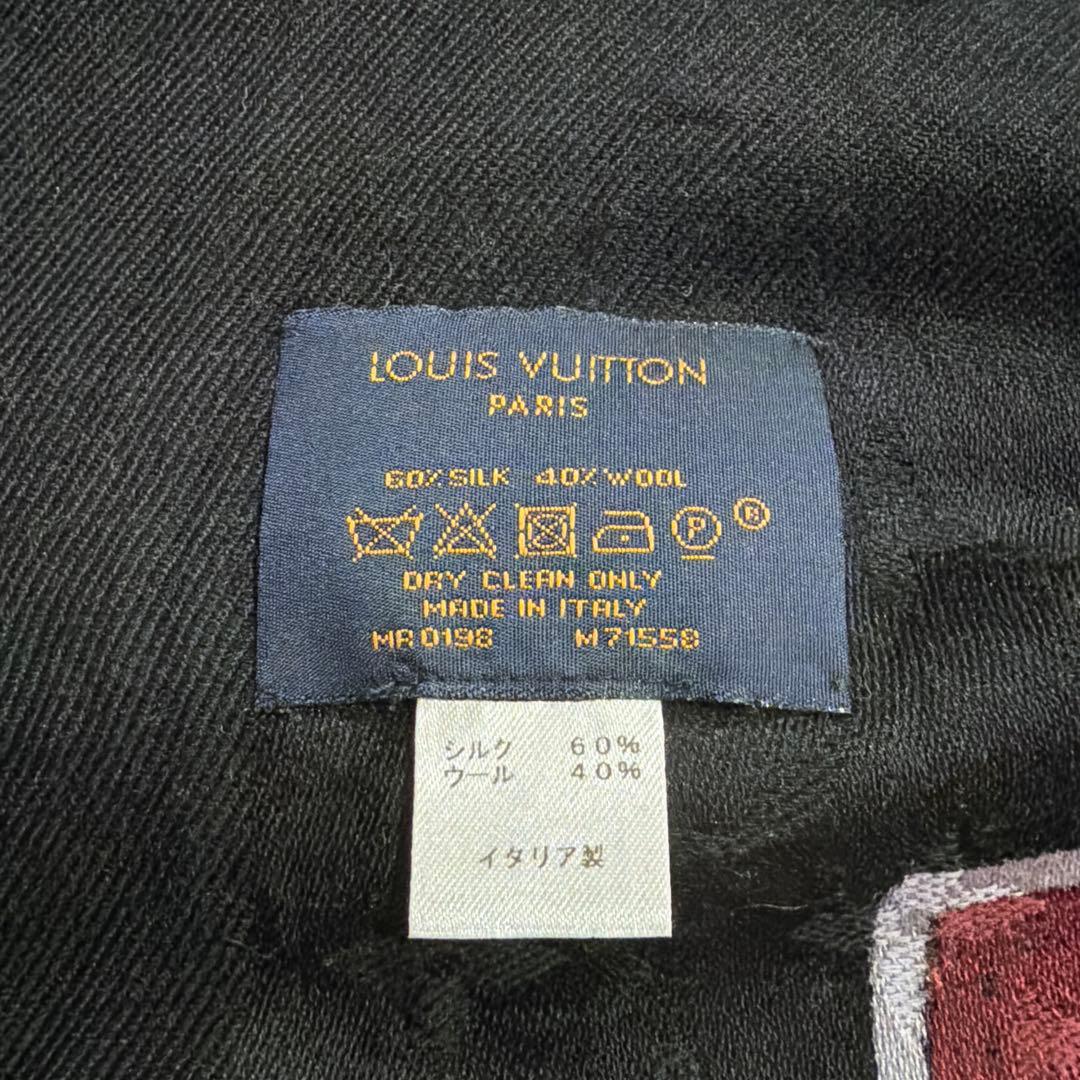 LOUIS VUITTON
PARIS
60% SILK 40% WOOL
P ®
DRY CLEAN ONLY
MADE IN ITALY
MR0198 M71558
シルク 60%
ウール 40%
イタリア製